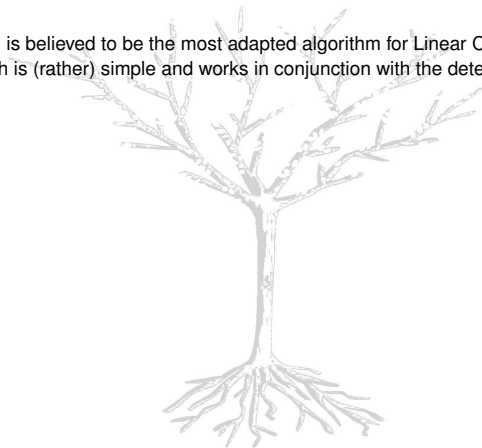 is believed to be the most adapted algorithm for Linear
is (rather) simple and works in conjunction with the